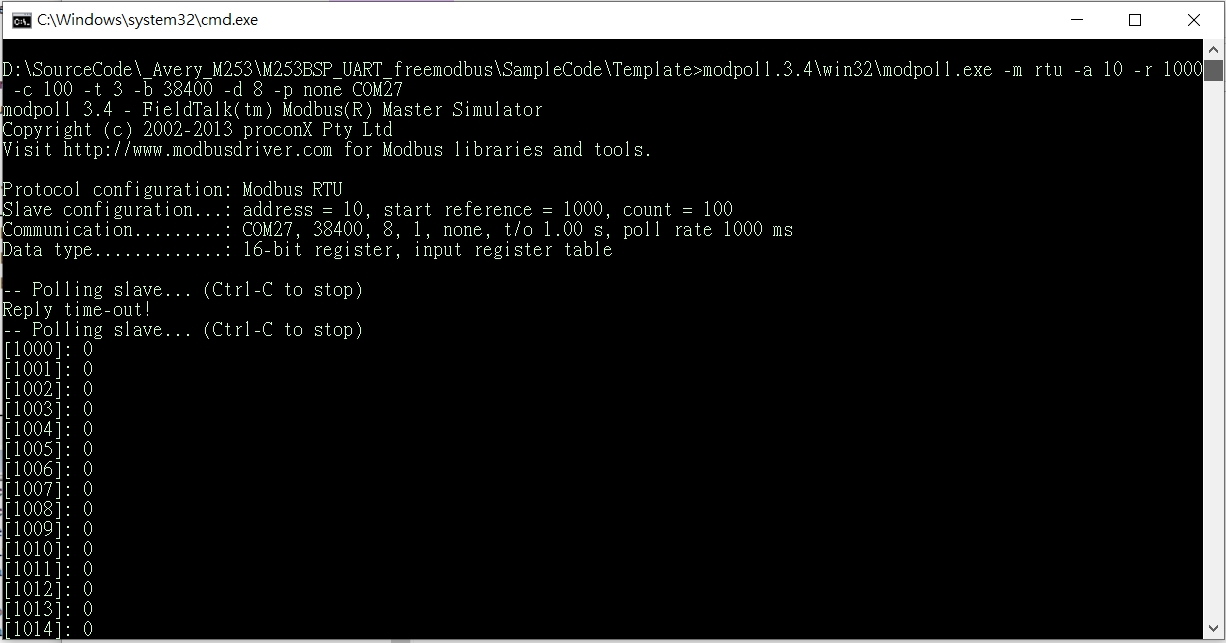 C:\Windows\system32\cmd.exe
D:\SourceCode\_Avery_M253\M253BSP_UART_freemodbus\SampleCode\Template>modpoll.3.4\win32\modpoll.exe -m rtu -a 10 -r 1000
-c 100 -t 3 -b 38400 -d 8 -p none COM27
modpoll 3.4 - FieldTalk(tm) Modbus(R) Master Simulator
Copyright (c) 2002-2013 proconX Pty Ltd
Visit http://www.modbusdriver.com for Modbus libraries and tools.
Protocol configuration: Modbus RTU
Slave configuration...: address = 10, start reference = 1000, count = 100
Communication.........: COM27, 38400, 8, 1, none, t/o 1.00 s, poll rate 1000 ms
Data type.............: 16-bit register, input register table
-- Polling slave... (Ctrl-C to stop)
Reply time-out!
-- Polling slave... (Ctrl-C to stop)
[1000]: 0
[1001]: 0
[1002]: 0
[1003]: 0
[1004]: 0
[1005]: 0
[1006]: 0
[1007]: 0
[1008]: 0
[1009]: 0
[1010]: 0
[1011]: 0
[1012]: 0
[1013]: 0
[1014]: 0